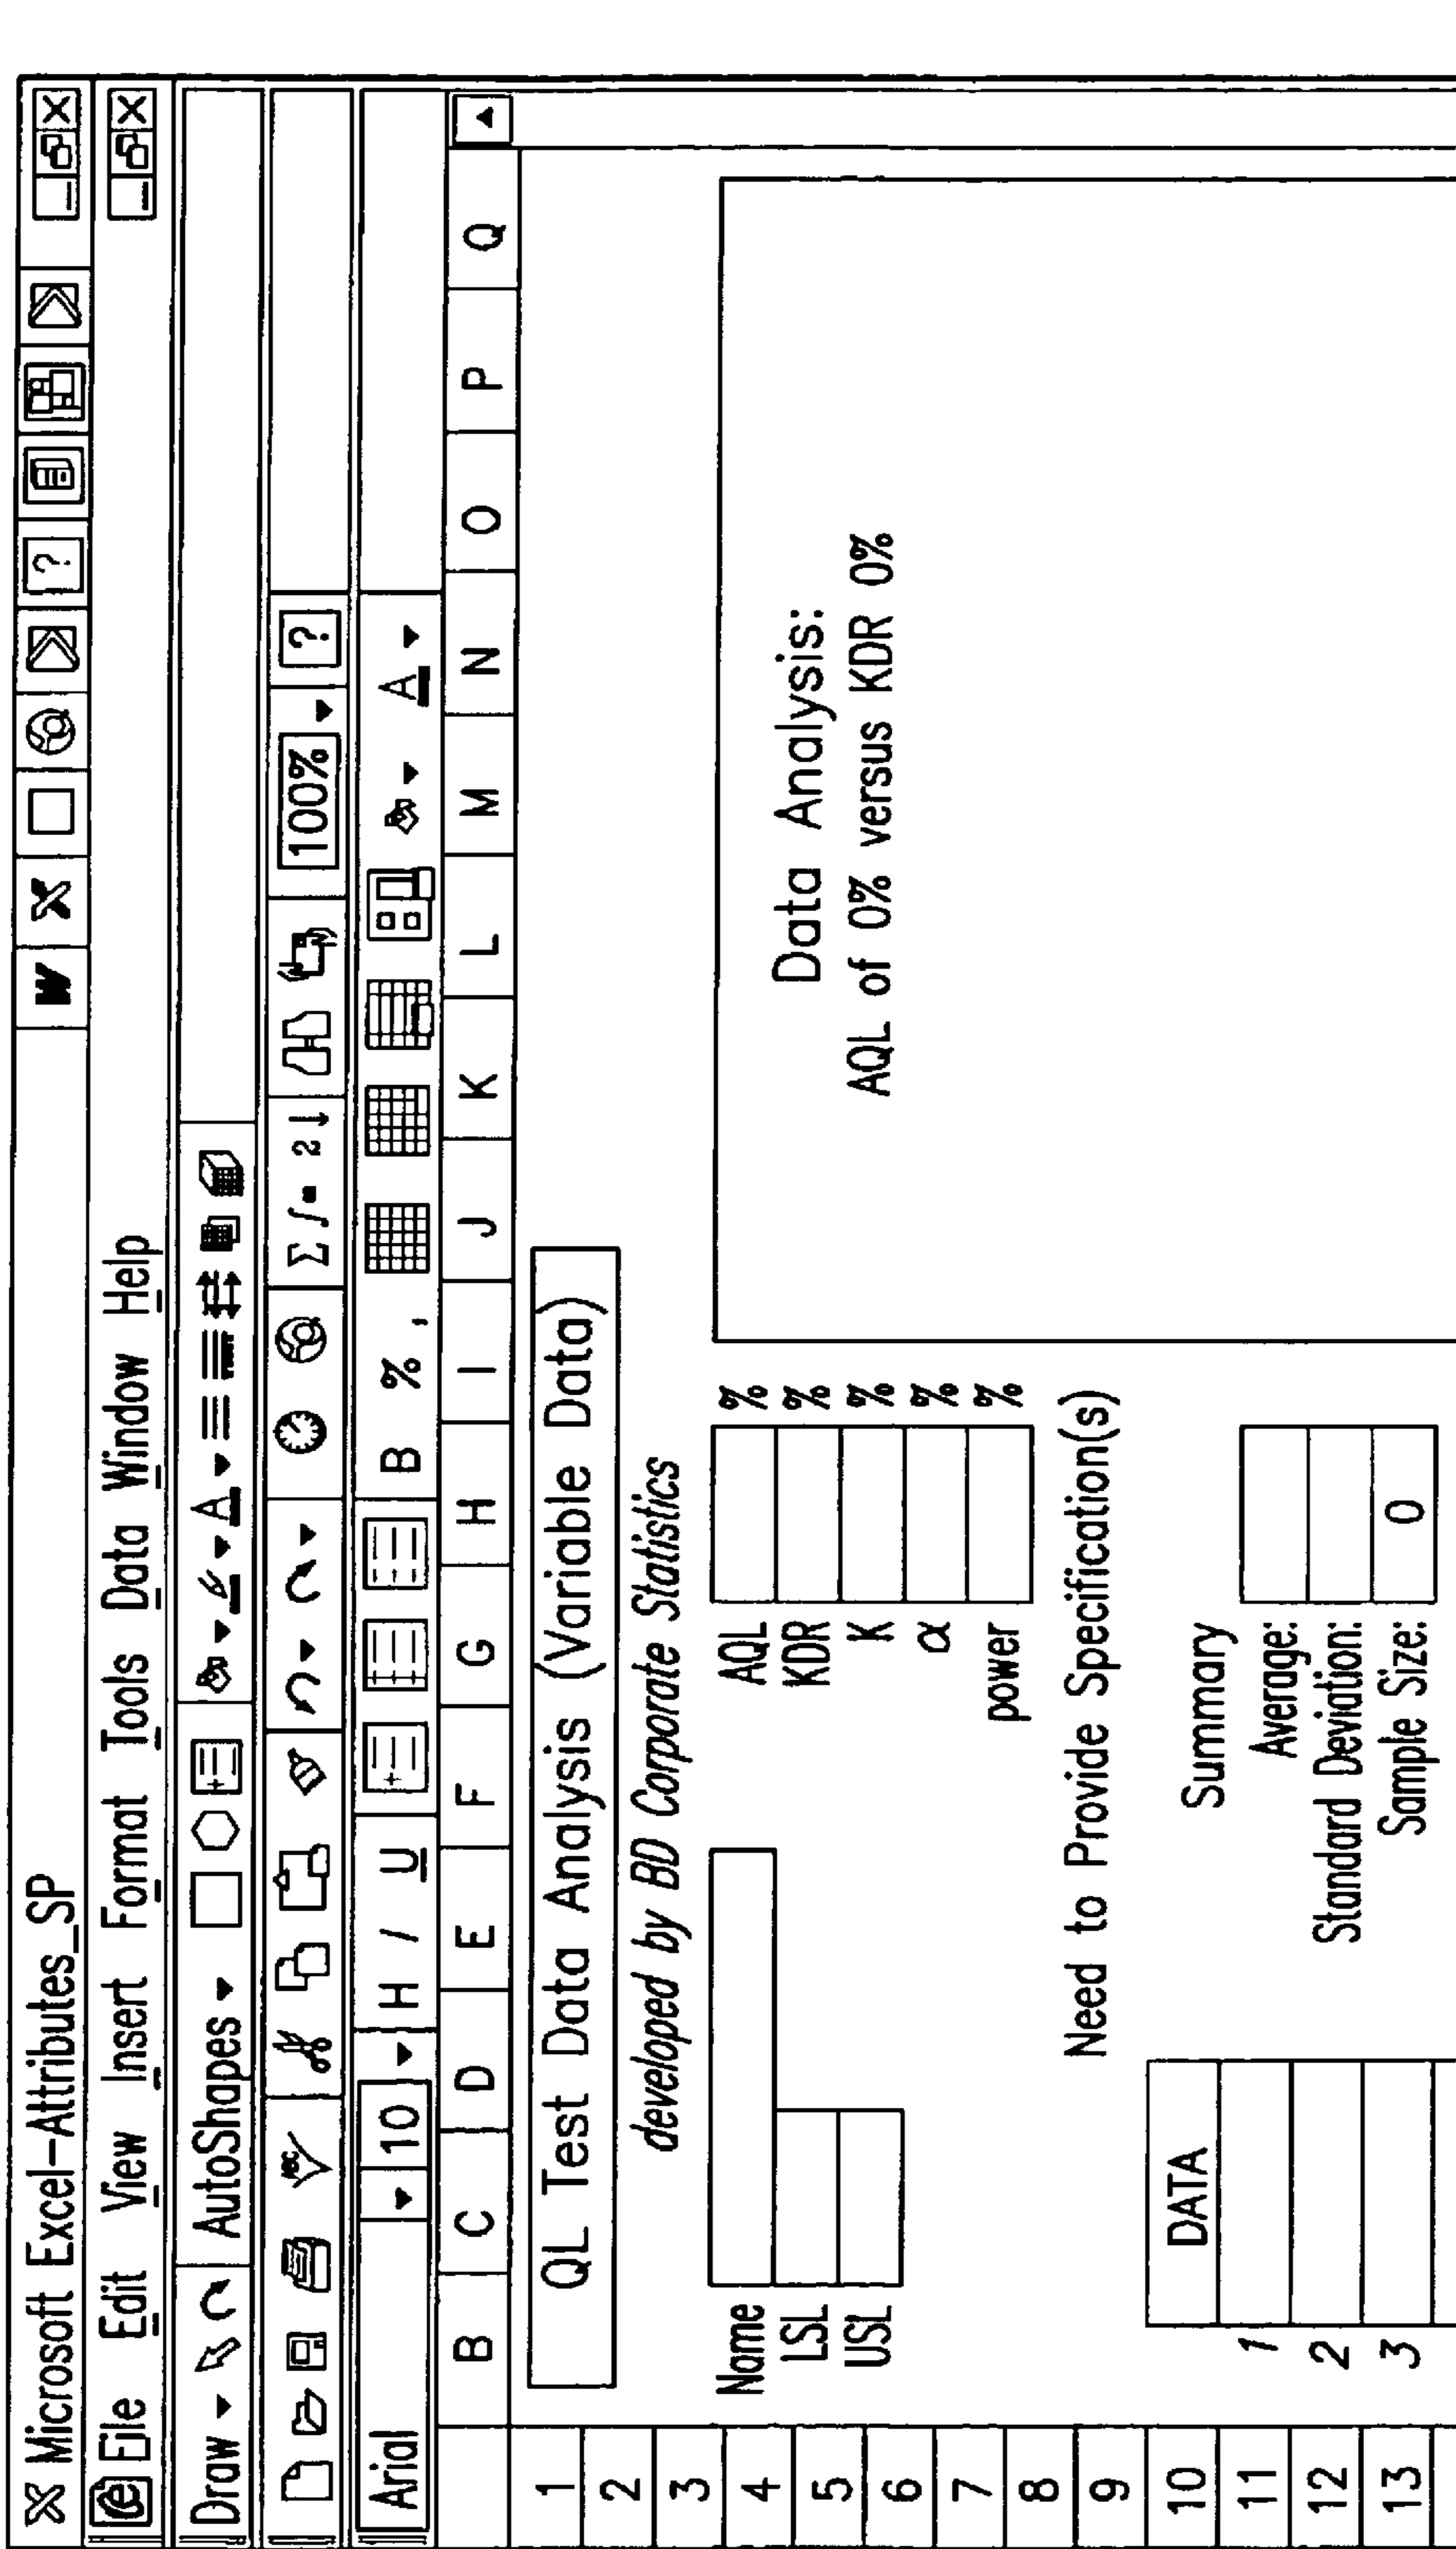 Microsoft Excel-Attributes_SP
W X ?
File Edit View Insert Format Tools Data Window Help
Draw AutoShapes A
ABC Σ ƒ= 2↓ 100% ?
Arial 10 H / U B % , A
B C D E F G H I J K L M N O P Q
1 QL Test Data Analysis (Variable Data)
2
3 developed by BD Corporate Statistics
4 Name AQL %
5 LSL KDR %
6 USL K %
7 α %
8 power %
9 Need to Provide Specification(s)
Data Analysis:
AQL of 0% versus KDR 0%
10 DATA Summary
11 1 Average:
12 2 Standard Deviation:
13 3 Sample Size: 0